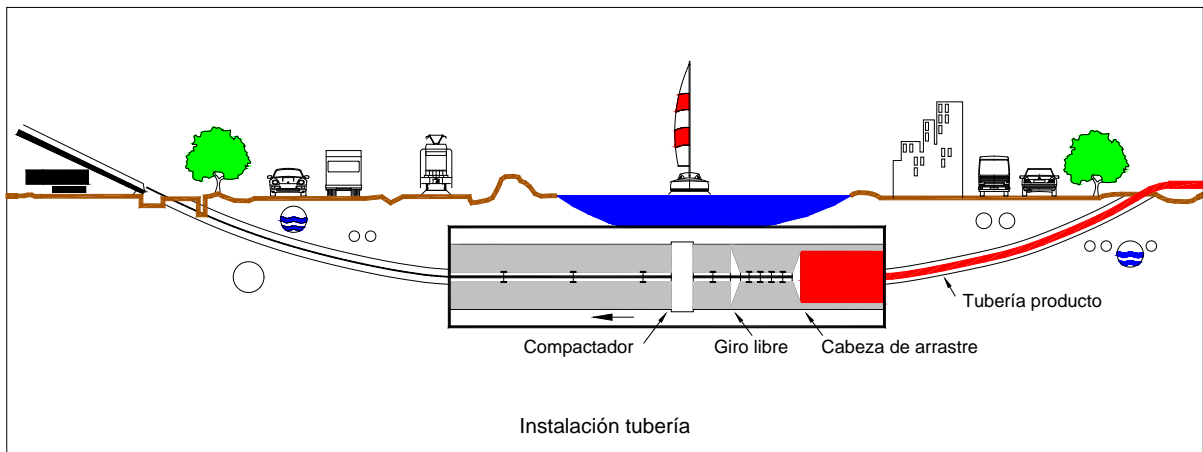 Tubería producto
Compactador
Giro libre
Cabeza de arrastre
Instalación tubería